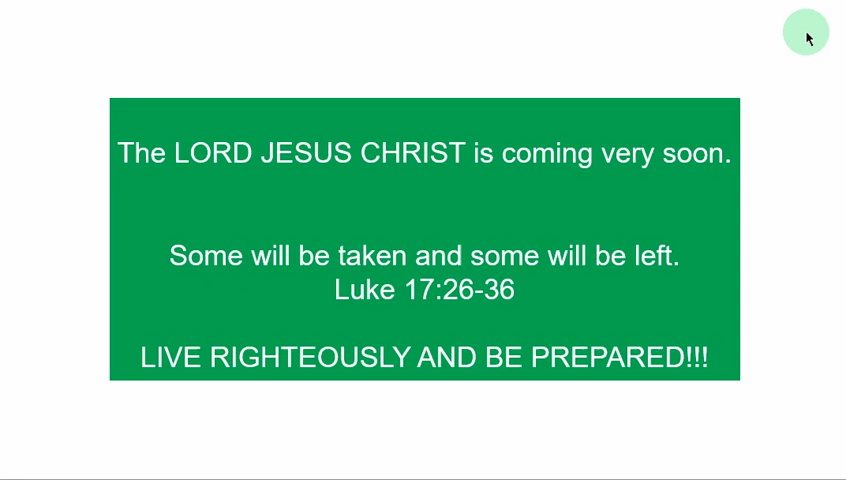 The LORD JESUS CHRIST is coming very soon.
Some will be taken and some will be left.
Luke 17:26-36
LIVE RIGHTEOUSLY AND BE PREPARED!!!